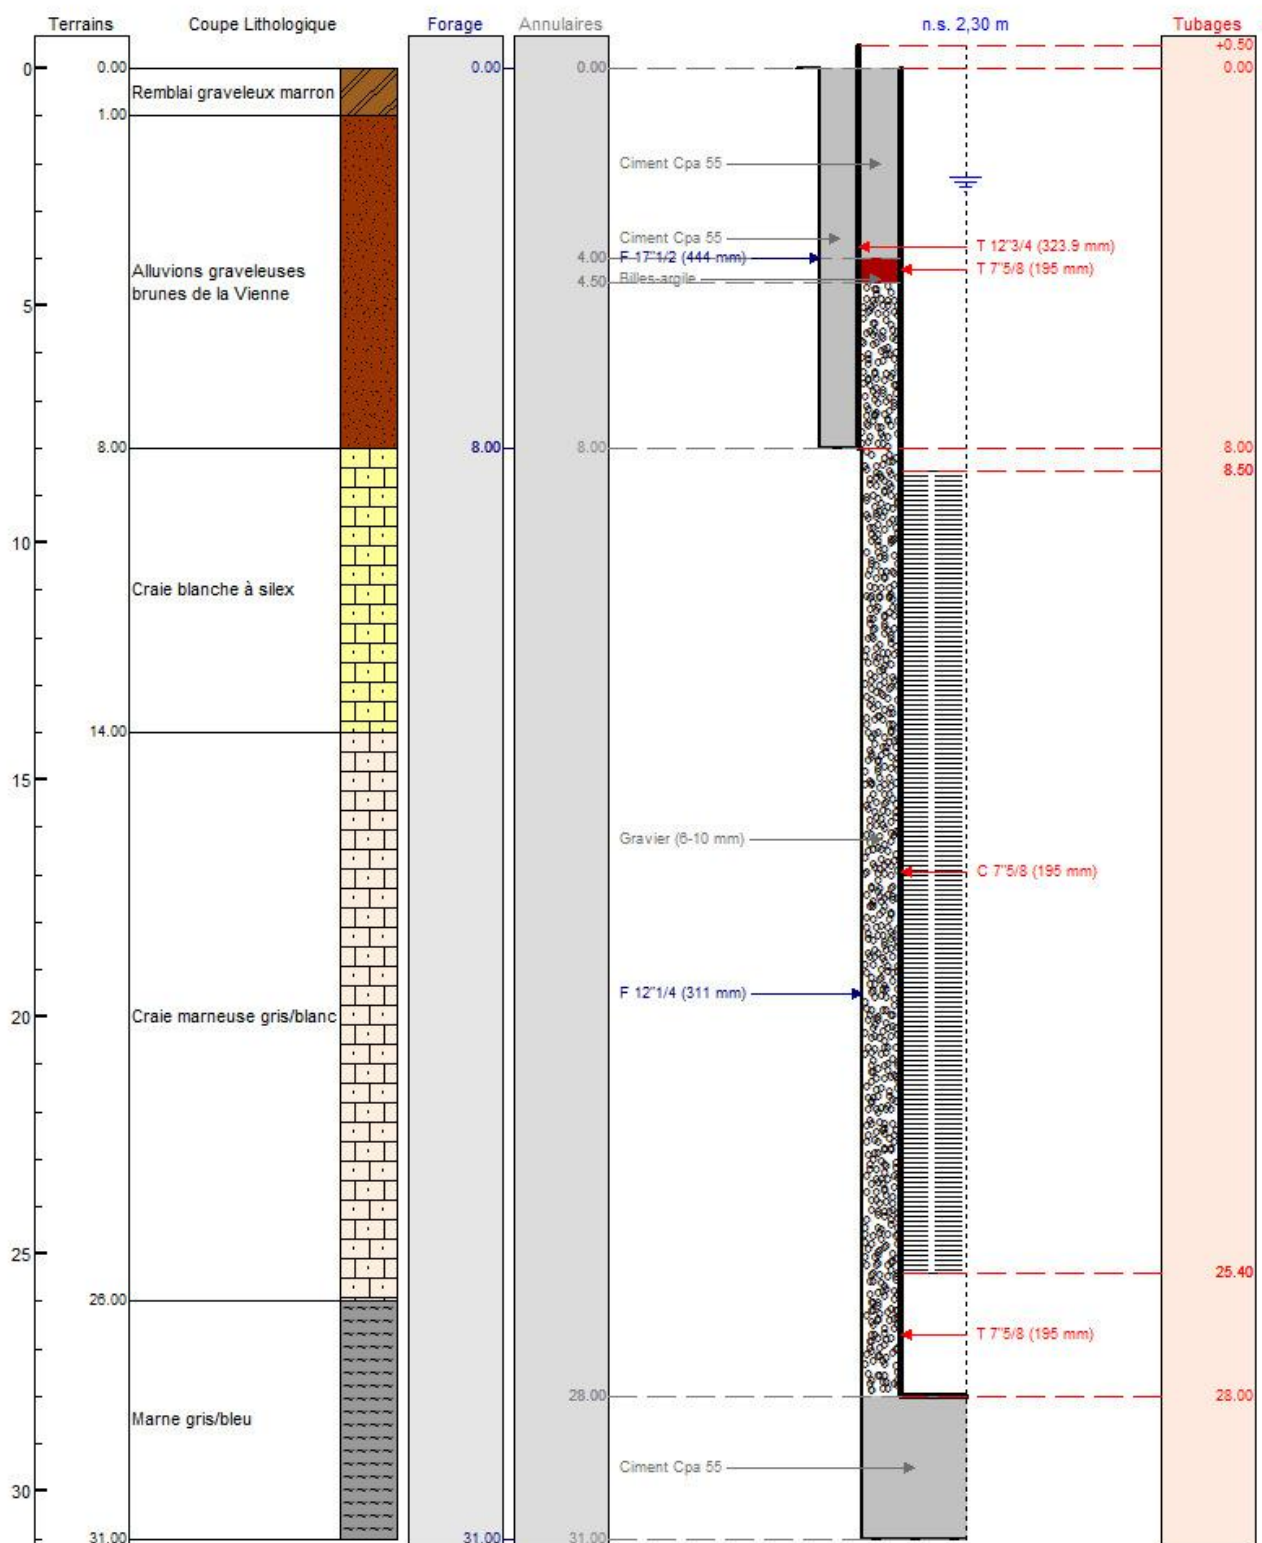 Terrains Coupe Lithologique Forage Annulaires n.s. 2,30 m Tubages
+0.50
0 0.00 0.00 0.00 0.00
Remblai graveleux marron
1.00
Ciment Cpa 55
Ciment Cpa 55
T 12"3/4 (323.9 mm)
4.00 F 17"1/2 (444 mm)
Alluvions graveleuses
brunes de la Vienne
T 7"5/8 (195 mm)
4.50 Billes-argile
5
8.00 8.00 8.00 8.00
8.50
10
Craie blanche à silex
14.00
15
Gravier (6-10 mm)
C 7"5/8 (195 mm)
F 12"1/4 (311 mm)
20
Craie marneuse gris/blanc
25
25.40
26.00
T 7"5/8 (195 mm)
28.00 28.00
Marne gris/bleu
Ciment Cpa 55
30
31.00 31.00 31.00